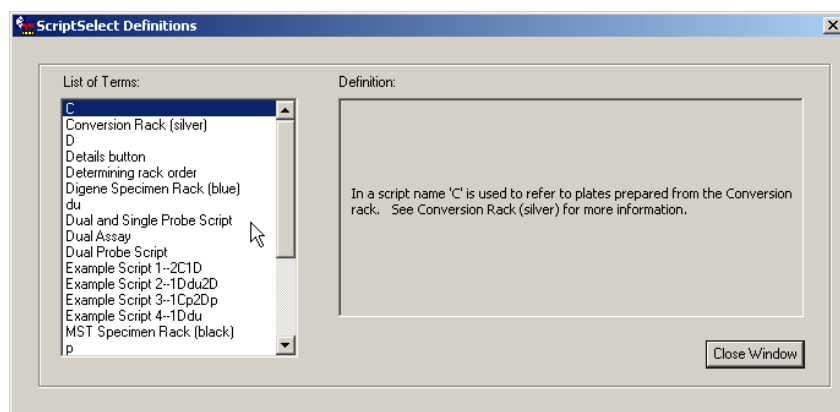 ScriptSelect Definitions
List of Terms:
Definition:
C
Conversion Rack (silver)
D
Details button
Determining rack order
Digene Specimen Rack (blue)
du
Dual and Single Probe Script
Dual Assay
Dual Probe Script
Example Script 1--2C1D
Example Script 2--1Ddu2D
Example Script 3--1Cp2Dp
Example Script 4--1Ddu
MST Specimen Rack (black)
p
In a script name 'C' is used to refer to plates prepared from the Conversion
rack. See Conversion Rack (silver) for more information.
Close Window